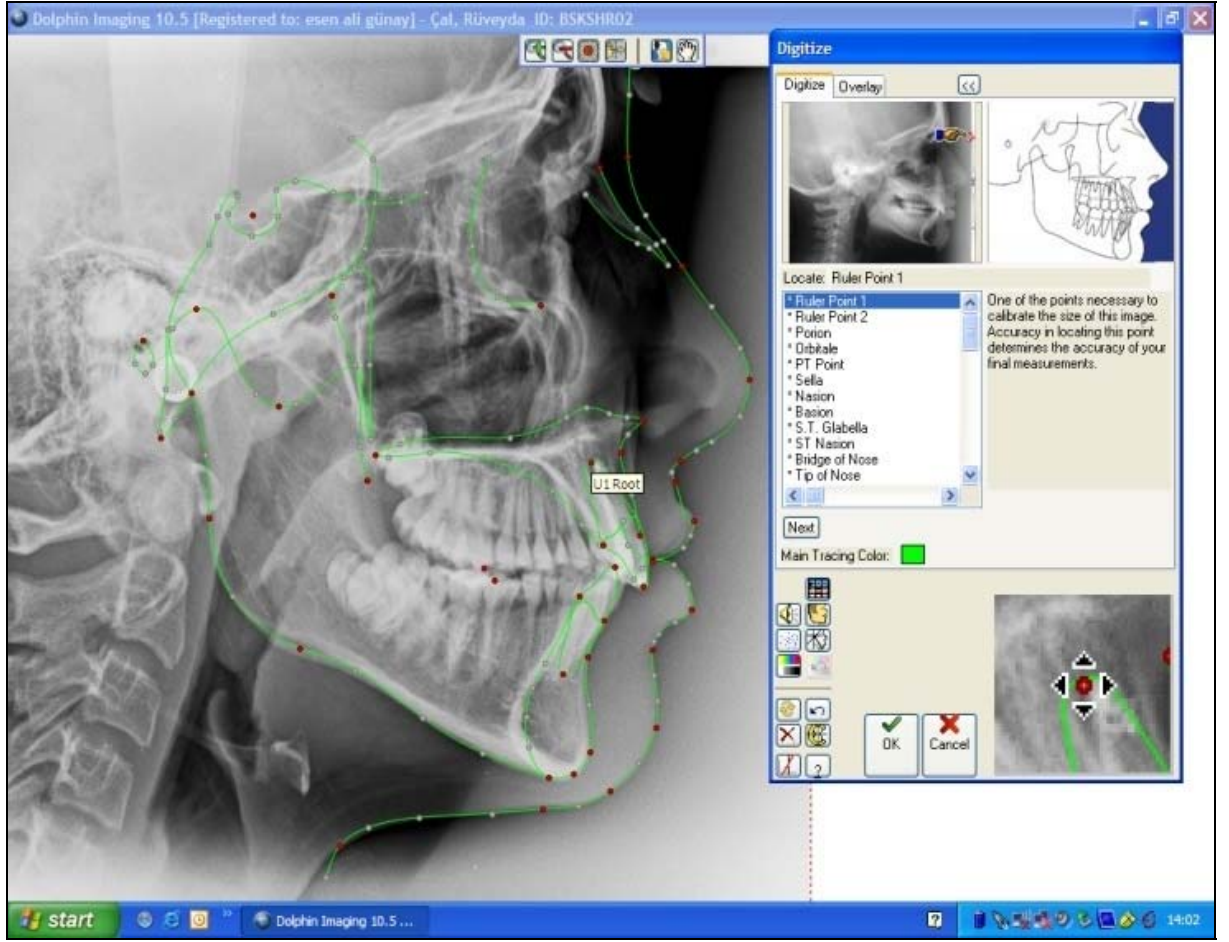 Dolphin Imaging 10.5 [Registered to: esen ali günay] - Çal, Rüveyda  ID: BSKSHR02
Digitize
Digitize
Overlay
<<
Locate: Ruler Point 1
* Ruler Point 1
* Ruler Point 2
* Porion
* Orbitale
* PT Point
* Sella
* Nasion
* Basion
* S.T. Glabella
* ST Nasion
* Bridge of Nose
* Tip of Nose
One of the points necessary to
calibrate the size of this image.
Accuracy in locating this point
determines the accuracy of your
final measurements.
U1 Root
Next
Main Tracing Color:
OK
Cancel
?
start
»
Dolphin Imaging 10.5 ...
?
14:02